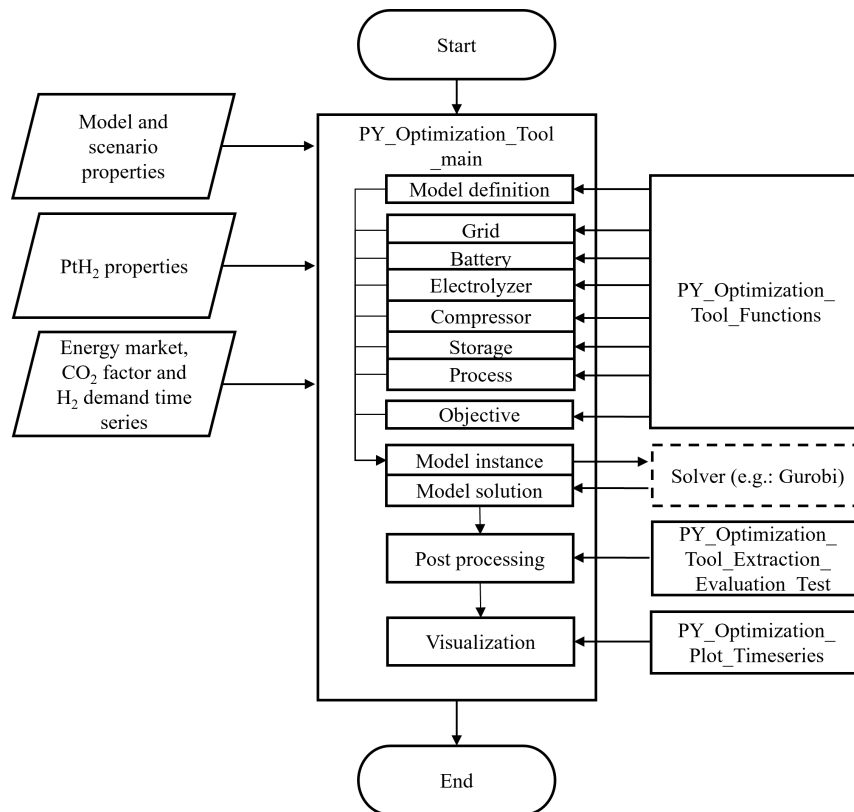 Start
Model and
scenario
properties
PtH₂ properties
Energy market,
CO₂ factor and
H₂ demand time
series
PY_Optimization_Tool
_main
Model definition
Grid
Battery
Electrolyzer
Compressor
Storage
Process
Objective
Model instance
Model solution
Post processing
Visualization
PY_Optimization_
Tool_Functions
Solver (e.g.: Gurobi)
PY_Optimization_
Tool_Extraction_
Evaluation_Test
PY_Optimization_
Plot_Timeseries
End